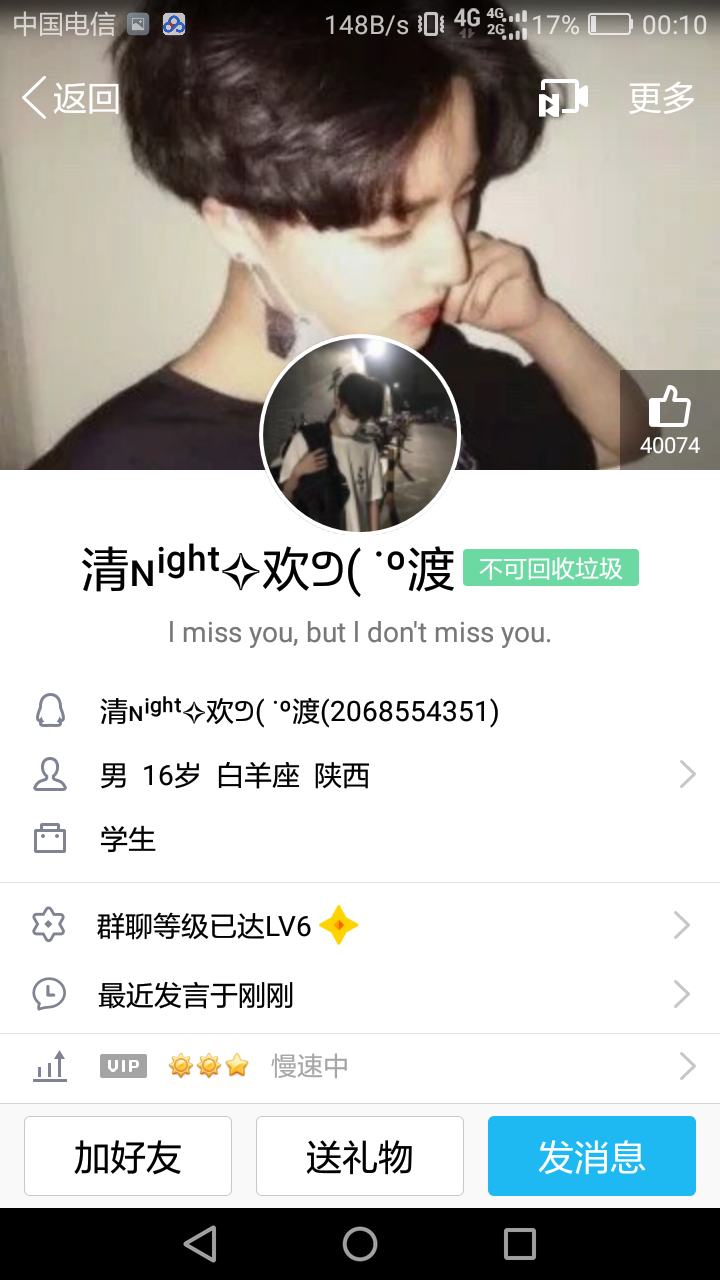 中国电信 148B/s 4G 4G 2G 17% 00:10
返回 更多
40074
清ɴⁱᵍʰᵗ✧欢୨( ˙º渡 不可回收垃圾
I miss you, but I don't miss you.
清ɴⁱᵍʰᵗ✧欢୨( ˙º渡(2068554351)
男 16岁 白羊座 陕西
学生
群聊等级已达LV6
最近发言于刚刚
VIP 慢速中
加好友 送礼物 发消息